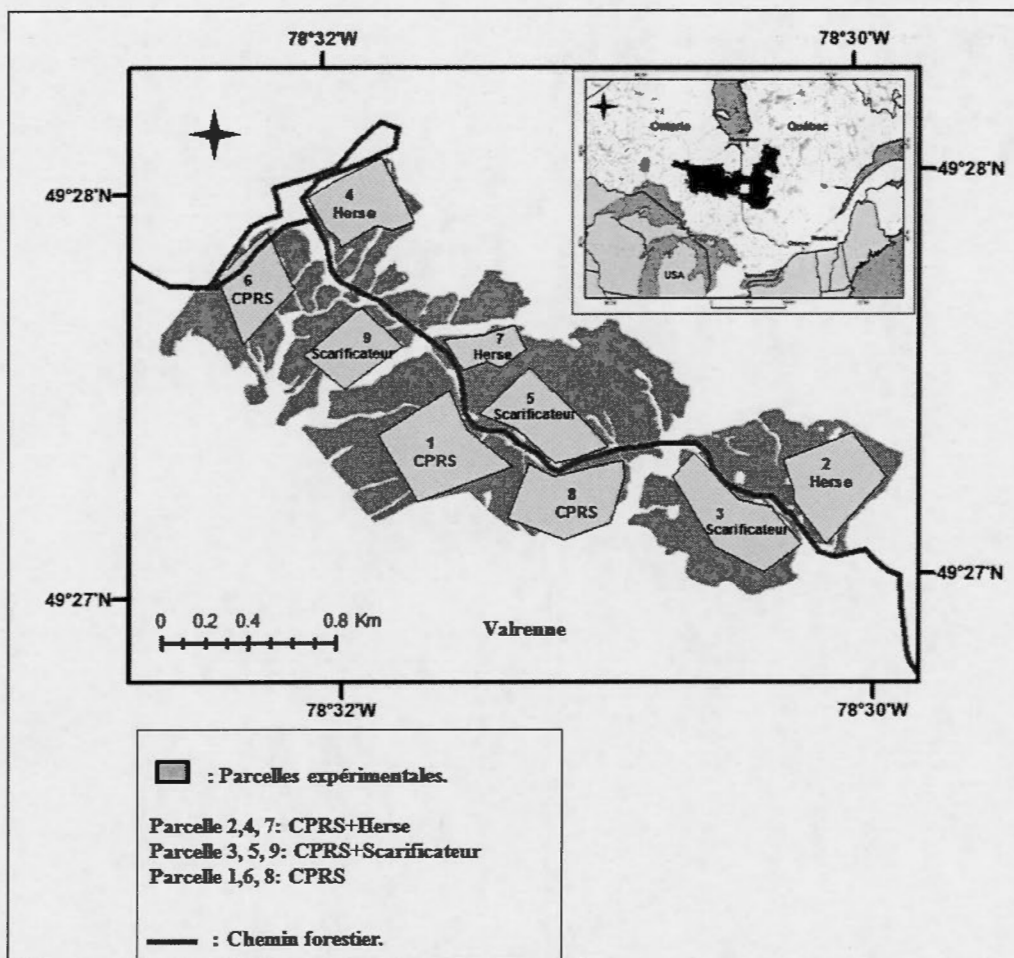 78°32'W
78°30'W
49°28'N
49°28'N
Ontario
Québec
USA
4
Herse
6
CPRS
9
Scarificateur
7
Herse
5
Scarificateur
1
CPRS
8
CPRS
3
Scarificateur
2
Herse
49°27'N
49°27'N
0 0.2 0.4 0.8 Km
Valrenne
78°32'W
78°30'W
: Parcelles expérimentales.
Parcelle 2,4, 7: CPRS+Herse
Parcelle 3, 5, 9: CPRS+Scarificateur
Parcelle 1,6, 8: CPRS
: Chemin forestier.